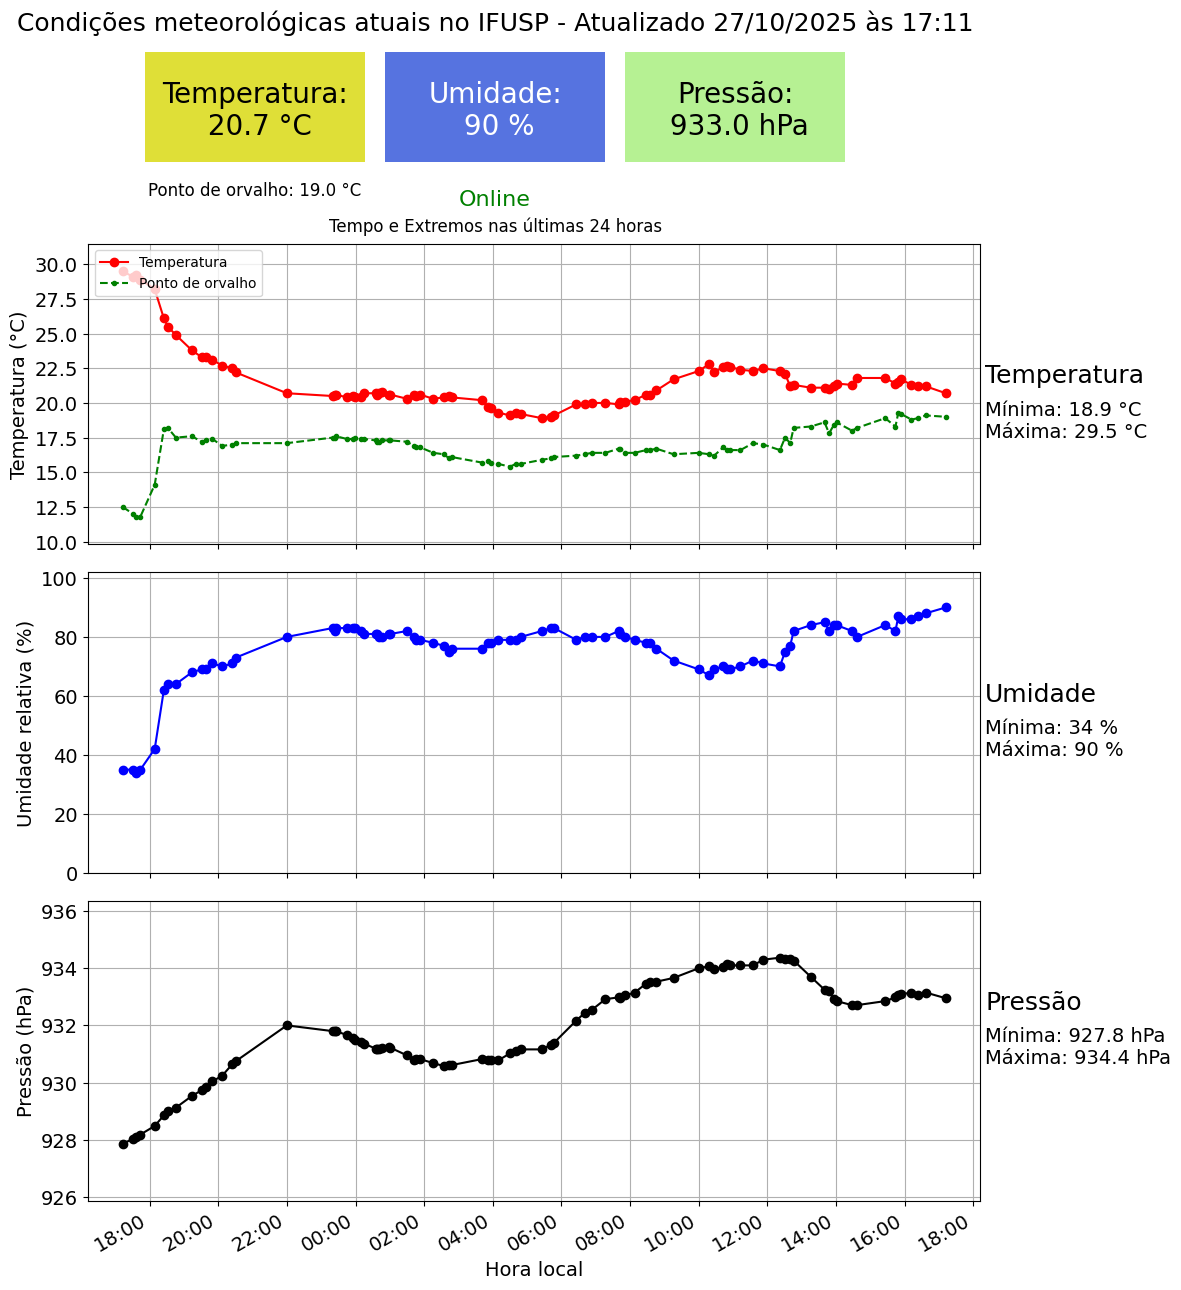 Condições meteorológicas atuais no IFUSP - Atualizado 27/10/2025 às 17:11
Temperatura:
20.7 °C
Umidade:
90 %
Pressão:
933.0 hPa
Ponto de orvalho: 19.0 °C
Online
Tempo e Extremos nas últimas 24 horas
Temperatura
Ponto de orvalho
Temperatura (°C)
30.0
27.5
25.0
22.5
20.0
17.5
15.0
12.5
10.0
Temperatura
Mínima: 18.9 °C
Máxima: 29.5 °C
Umidade relativa (%)
100
80
60
40
20
0
Umidade
Mínima: 34 %
Máxima: 90 %
Pressão (hPa)
936
934
932
930
928
926
Pressão
Mínima: 927.8 hPa
Máxima: 934.4 hPa
18:00
20:00
22:00
00:00
02:00
04:00
06:00
08:00
10:00
12:00
14:00
16:00
18:00
Hora local